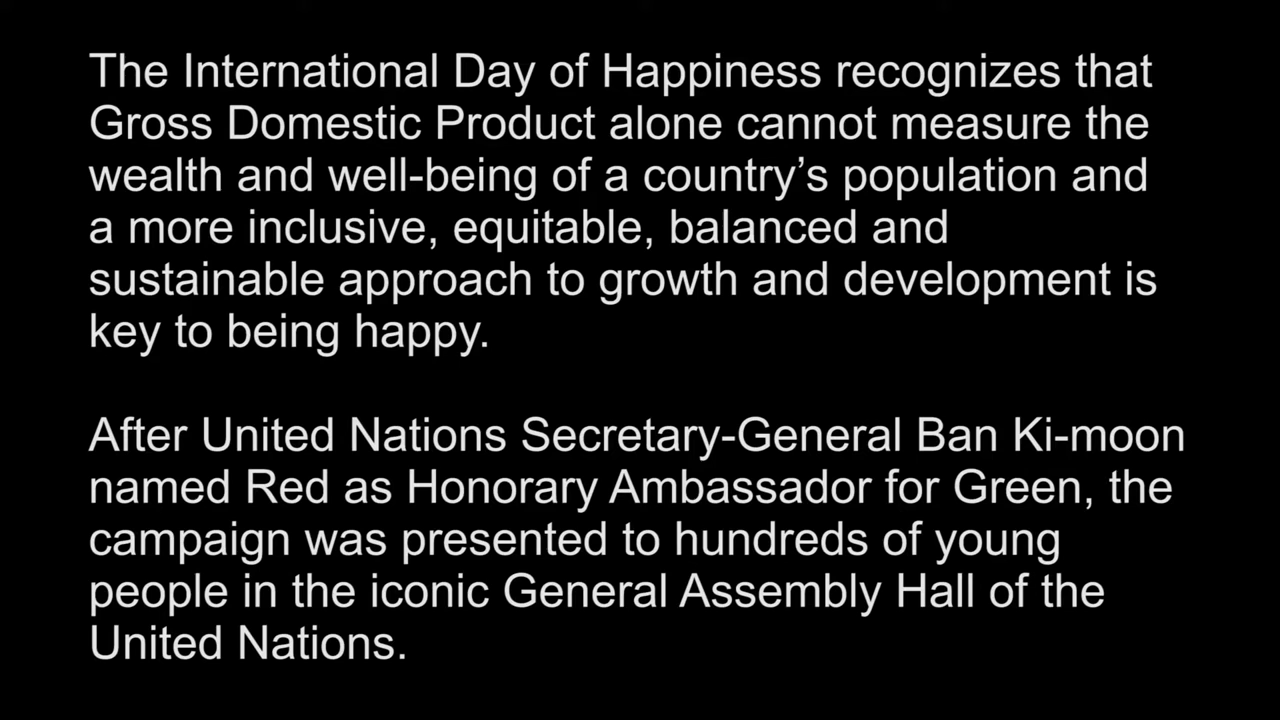 The International Day of Happiness recognizes that
Gross Domestic Product alone cannot measure the
wealth and well-being of a country’s population and
a more inclusive, equitable, balanced and
sustainable approach to growth and development is
key to being happy.
After United Nations Secretary-General Ban Ki-moon
named Red as Honorary Ambassador for Green, the
campaign was presented to hundreds of young
people in the iconic General Assembly Hall of the
United Nations.